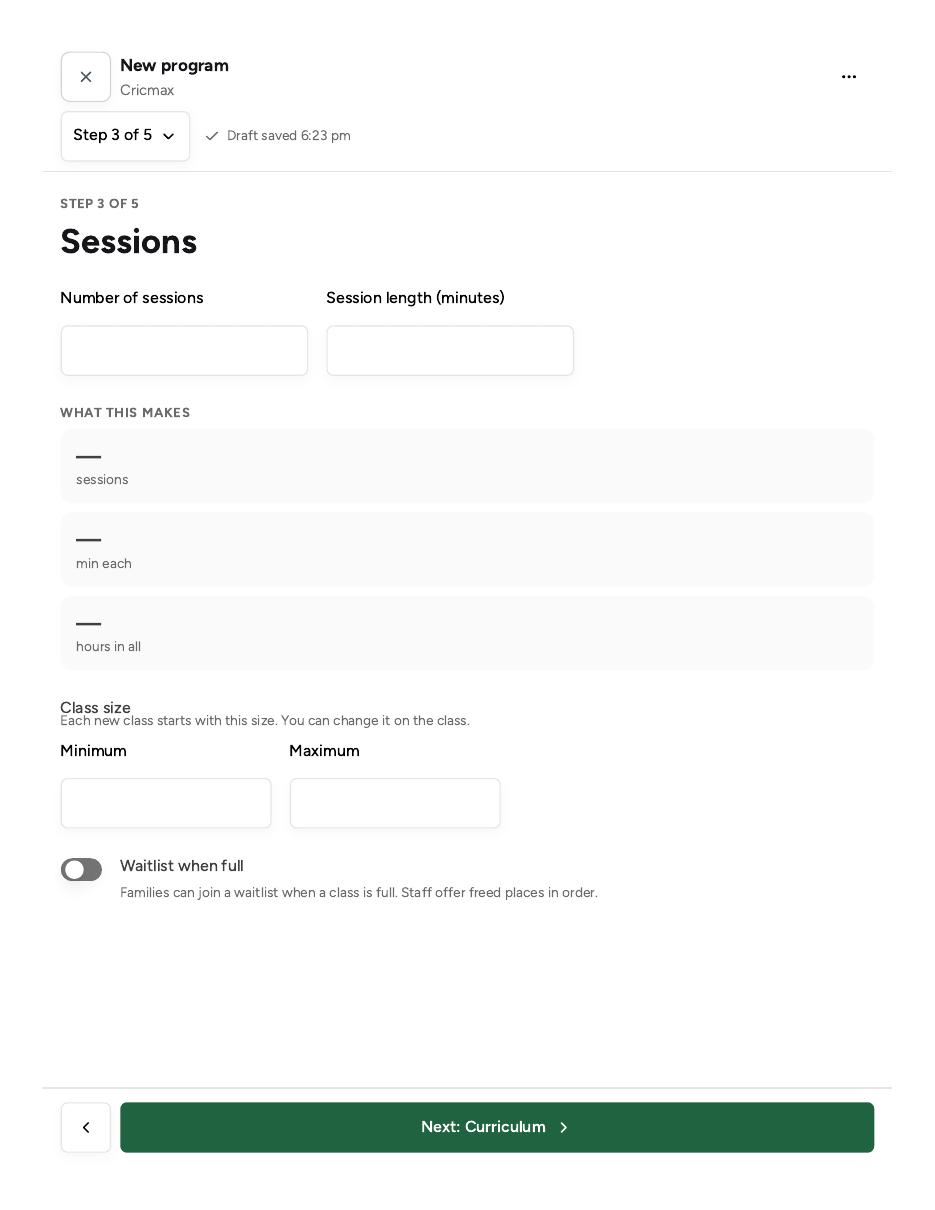 New program
Cricmax
Step 3 of 5
Draft saved 6:23 pm
STEP 3 OF 5
Sessions
Number of sessions
Session length (minutes)
WHAT THIS MAKES
—
sessions
—
min each
—
hours in all
Class size
Each new class starts with this size. You can change it on the class.
Minimum
Maximum
Waitlist when full
Families can join a waitlist when a class is full. Staff offer freed places in order.
Next: Curriculum